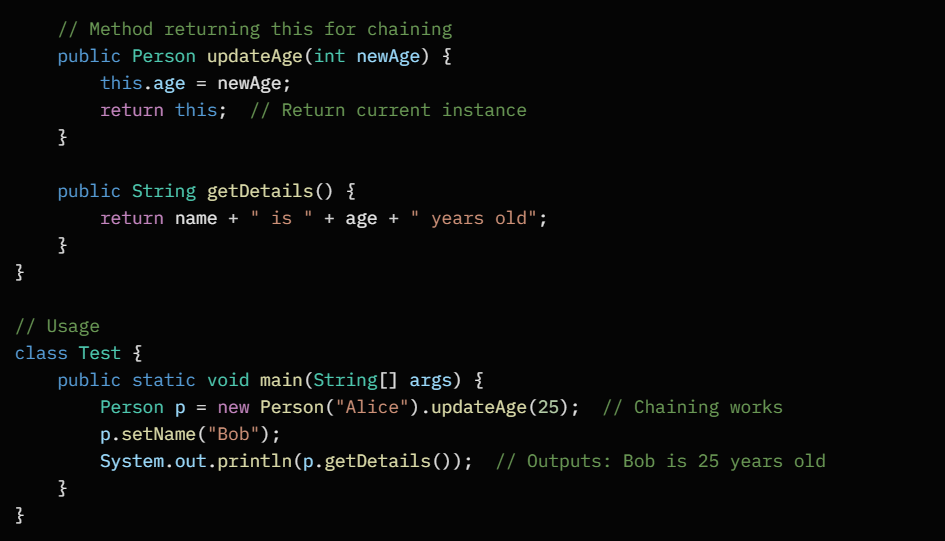 // Method returning this for chaining
    public Person updateAge(int newAge) {
        this.age = newAge;
        return this;  // Return current instance
    }

    public String getDetails() {
        return name + " is " + age + " years old";
    }
}

// Usage
class Test {
    public static void main(String[] args) {
        Person p = new Person("Alice").updateAge(25);  // Chaining works
        p.setName("Bob");
        System.out.println(p.getDetails());  // Outputs: Bob is 25 years old
    }
}